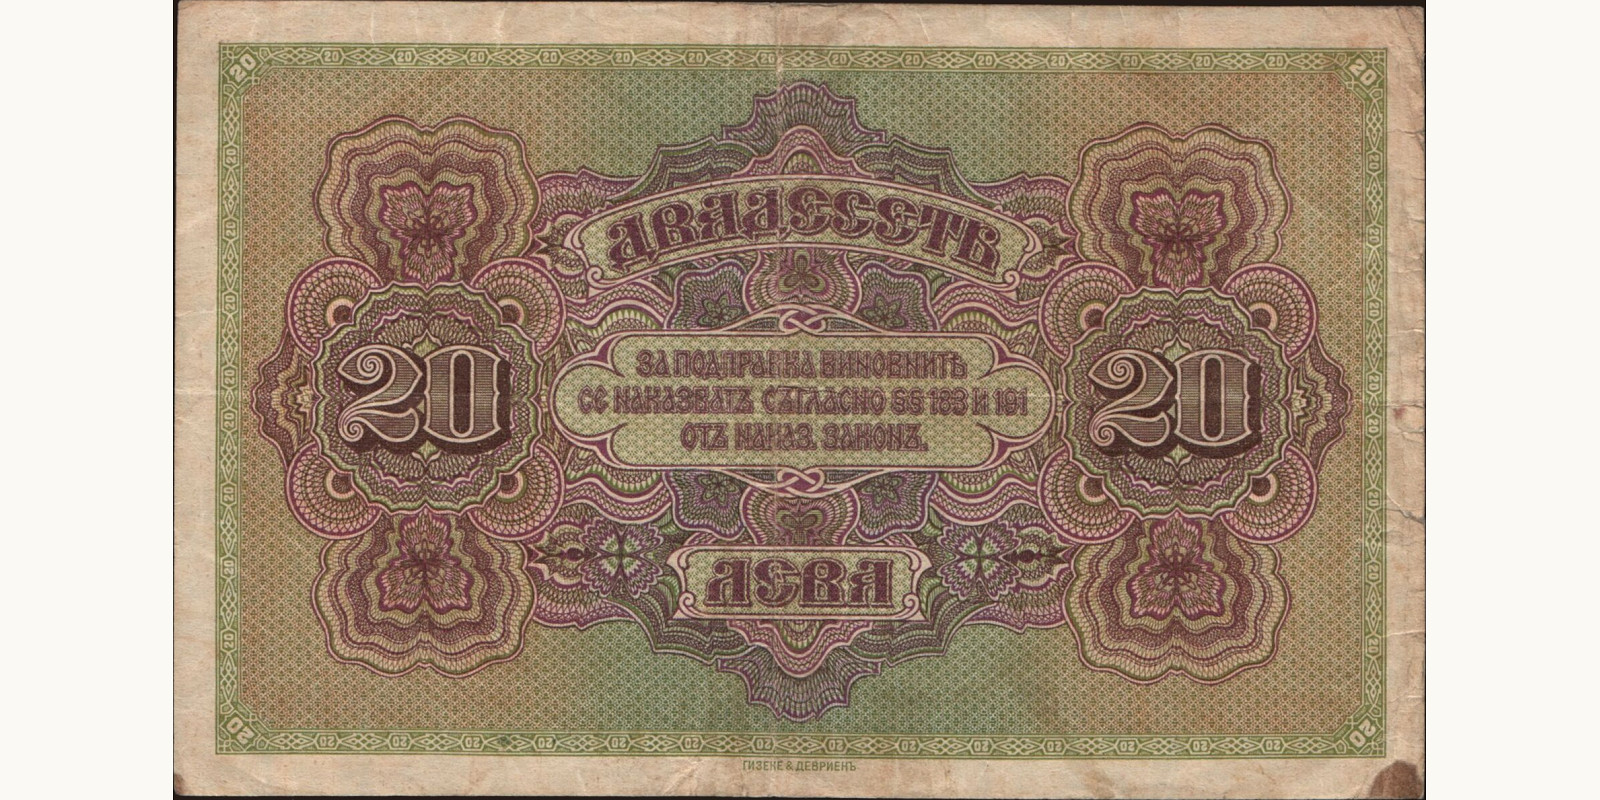 ДВАДЕСЕТЬ
ЗА ПОДПРАВКА ВИНОВНИТѢ
20 СЕ НАКАЗВАТЪ СЪГЛАСНО §§ 183 И 191 20
ОТЪ НАКАЗ. ЗАКОНЪ.
ЛЕВА
ГИЗЕКЕ & ДЕВРИЕНЪ